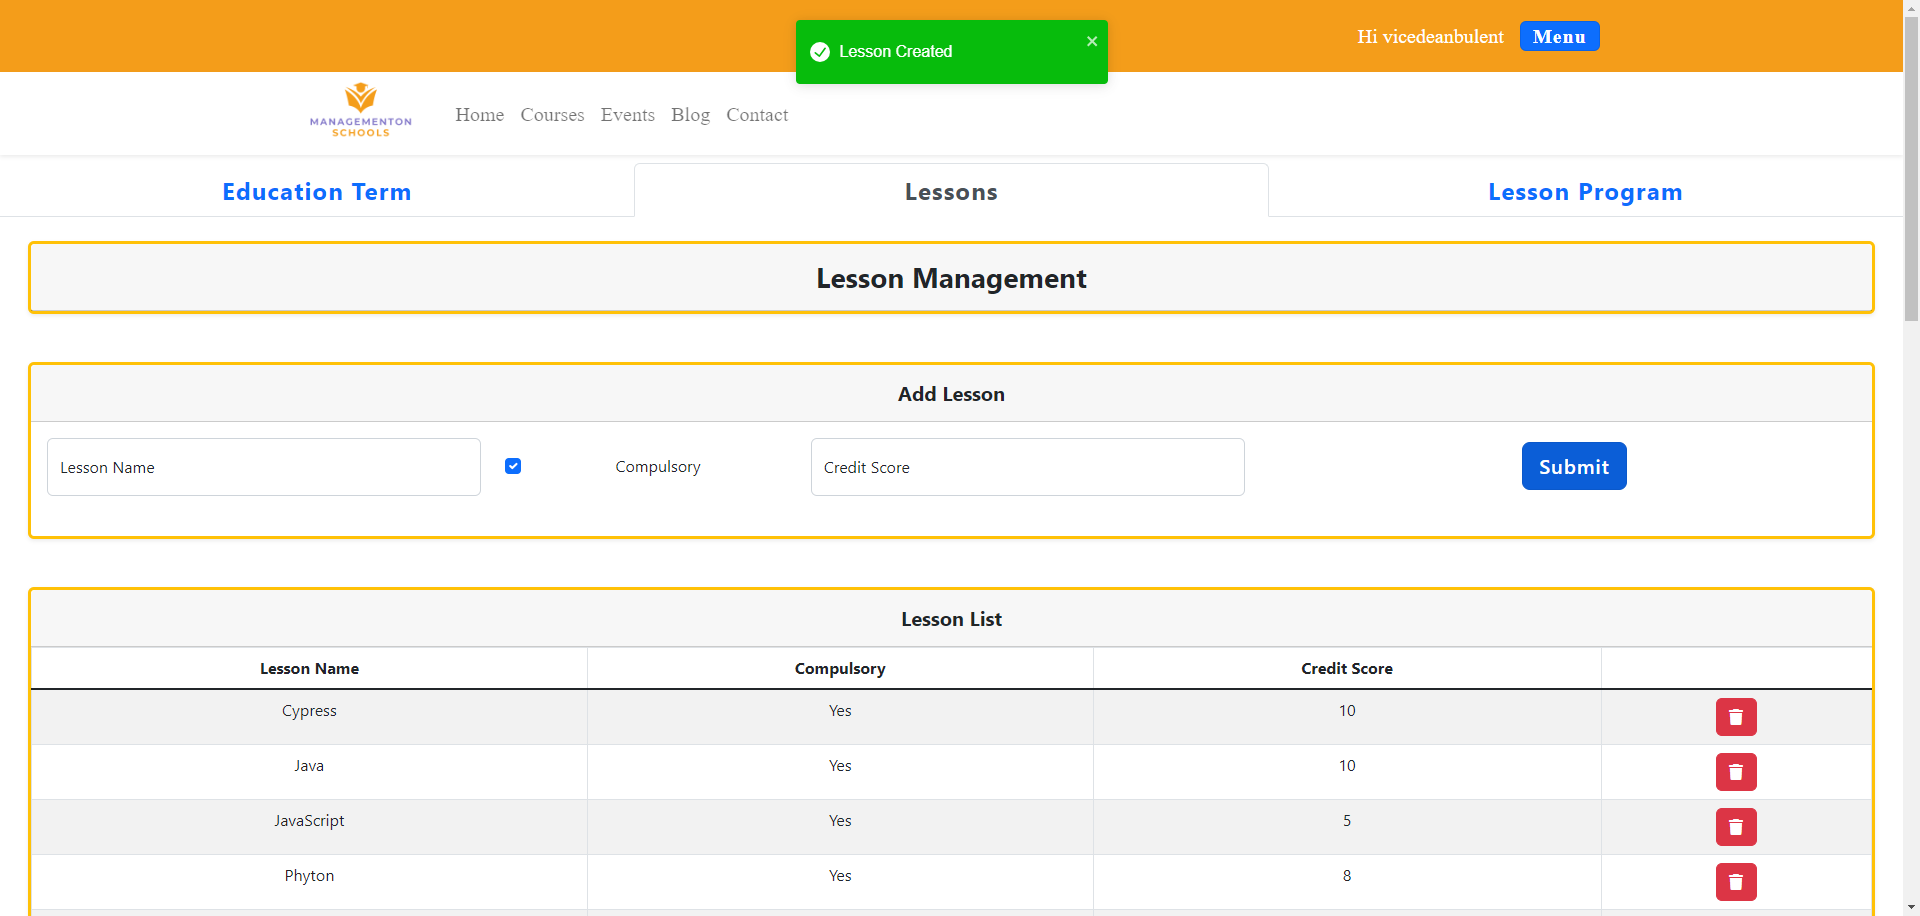 Lesson Created
Hi vicedeanbulent Menu
MANAGEMENTON
SCHOOLS
Home Courses Events Blog Contact
Education Term Lessons Lesson Program
Lesson Management
Add Lesson
Lesson Name Compulsory Credit Score Submit
Lesson List
Lesson Name Compulsory Credit Score
Cypress Yes 10
Java Yes 10
JavaScript Yes 5
Phyton Yes 8